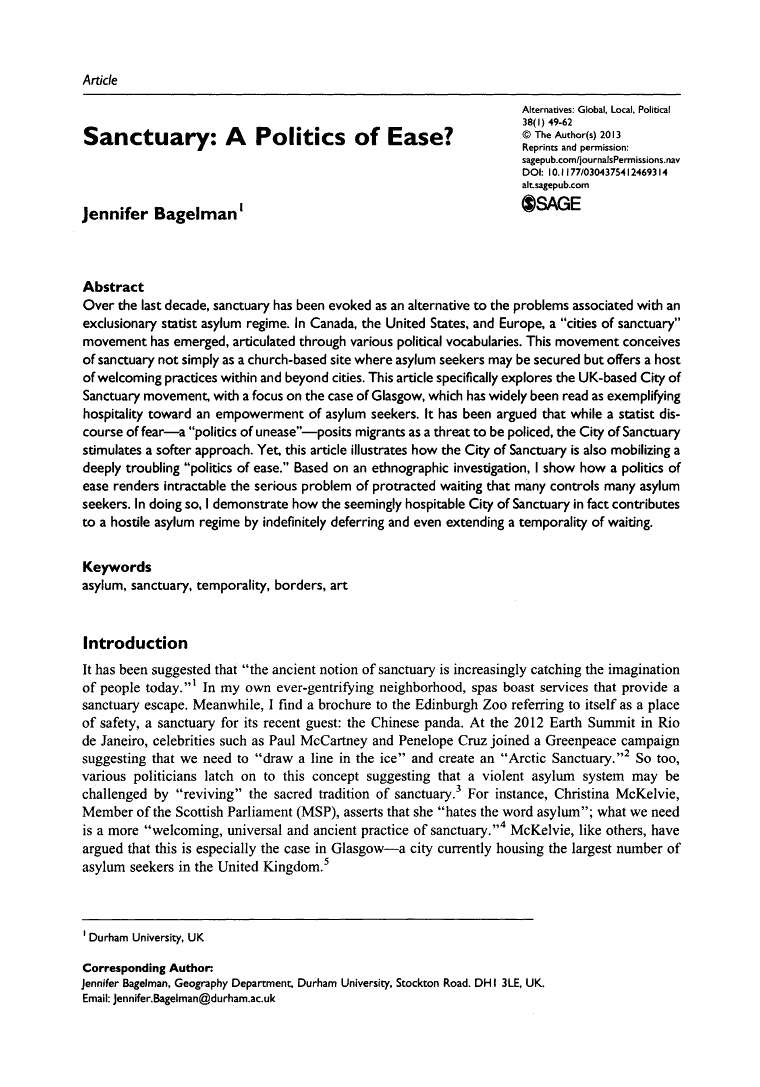 Article
Sanctuary: A Politics of Ease?
Alternatives: Global, Local, Political
38(1) 49-62
© The Author(s) 2013
Reprints and permission:
sagepub.com/journalsPermissions.nav
DOI: 10.1177/0304375412469314
alt.sagepub.com
SAGE
Jennifer Bagelman1
Abstract
Over the last decade, sanctuary has been evoked as an alternative to the problems associated with an
exclusionary statist asylum regime. In Canada, the United States, and Europe, a “cities of sanctuary”
movement has emerged, articulated through various political vocabularies. This movement conceives
of sanctuary not simply as a church-based site where asylum seekers may be secured but offers a host
of welcoming practices within and beyond cities. This article specifically explores the UK-based City of
Sanctuary movement, with a focus on the case of Glasgow, which has widely been read as exemplifying
hospitality toward an empowerment of asylum seekers. It has been argued that while a statist dis-
course of fear—a “politics of unease”—posits migrants as a threat to be policed, the City of Sanctuary
stimulates a softer approach. Yet, this article illustrates how the City of Sanctuary is also mobilizing a
deeply troubling “politics of ease.” Based on an ethnographic investigation, I show how a politics of
ease renders intractable the serious problem of protracted waiting that many controls many asylum
seekers. In doing so, I demonstrate how the seemingly hospitable City of Sanctuary in fact contributes
to a hostile asylum regime by indefinitely deferring and even extending a temporality of waiting.
Keywords
asylum, sanctuary, temporality, borders, art
Introduction
It has been suggested that “the ancient notion of sanctuary is increasingly catching the imagination
of people today.”1 In my own ever-gentrifying neighborhood, spas boast services that provide a
sanctuary escape. Meanwhile, I find a brochure to the Edinburgh Zoo referring to itself as a place
of safety, a sanctuary for its recent guest: the Chinese panda. At the 2012 Earth Summit in Rio
de Janeiro, celebrities such as Paul McCartney and Penelope Cruz joined a Greenpeace campaign
suggesting that we need to “draw a line in the ice” and create an “Arctic Sanctuary.”2 So too,
various politicians latch on to this concept suggesting that a violent asylum system may be
challenged by “reviving” the sacred tradition of sanctuary.3 For instance, Christina McKelvie,
Member of the Scottish Parliament (MSP), asserts that she “hates the word asylum”; what we need
is a more “welcoming, universal and ancient practice of sanctuary.”4 McKelvie, like others, have
argued that this is especially the case in Glasgow—a city currently housing the largest number of
asylum seekers in the United Kingdom.5
1 Durham University, UK
Corresponding Author:
Jennifer Bagelman, Geography Department, Durham University, Stockton Road. DH1 3LE, UK.
Email: Jennifer.Bagelman@durham.ac.uk